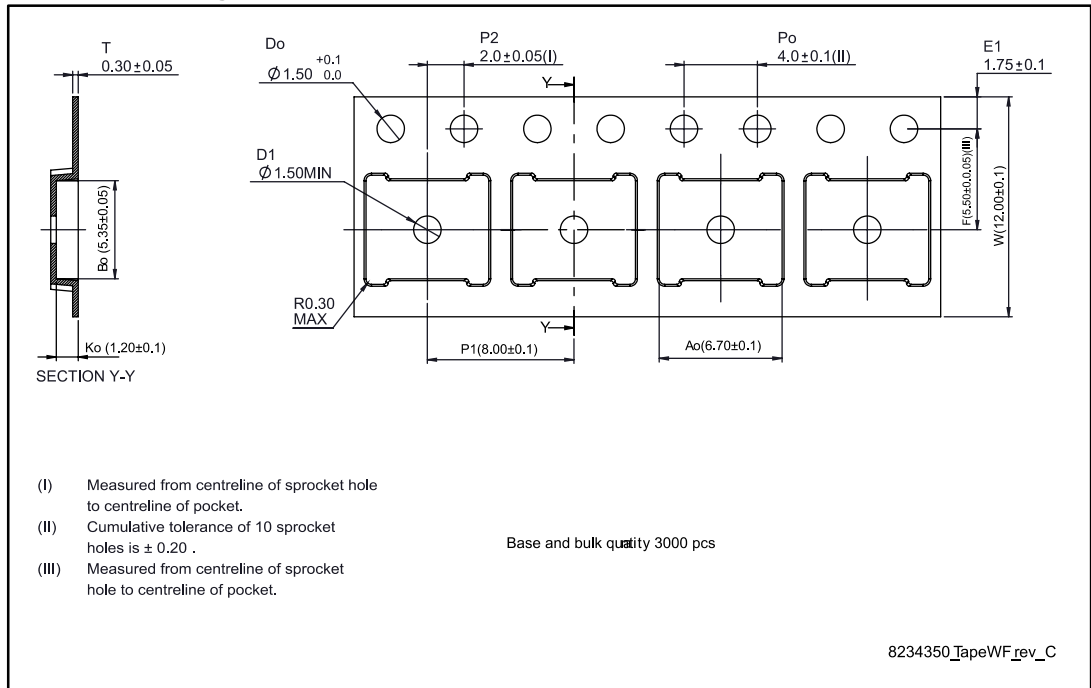 T
0.30±0.05
Do
Ø1.50 +0.1 0.0
P2
2.0±0.05(I)
Po
4.0±0.1(II)
E1
1.75±0.1
Y
D1
Ø1.50MIN
Bo (5.35±0.05)
F(5.50±0.0.05)(III)
W(12.00±0.1)
R0.30
MAX
Y
Ko (1.20±0.1)
P1(8.00±0.1)
Ao(6.70±0.1)
SECTION Y-Y
(I) Measured from centreline of sprocket hole
to centreline of pocket.
(II) Cumulative tolerance of 10 sprocket
holes is ± 0.20 .
(III) Measured from centreline of sprocket
hole to centreline of pocket.
Base and bulk quantity 3000 pcs
8234350_TapeWF_rev_C